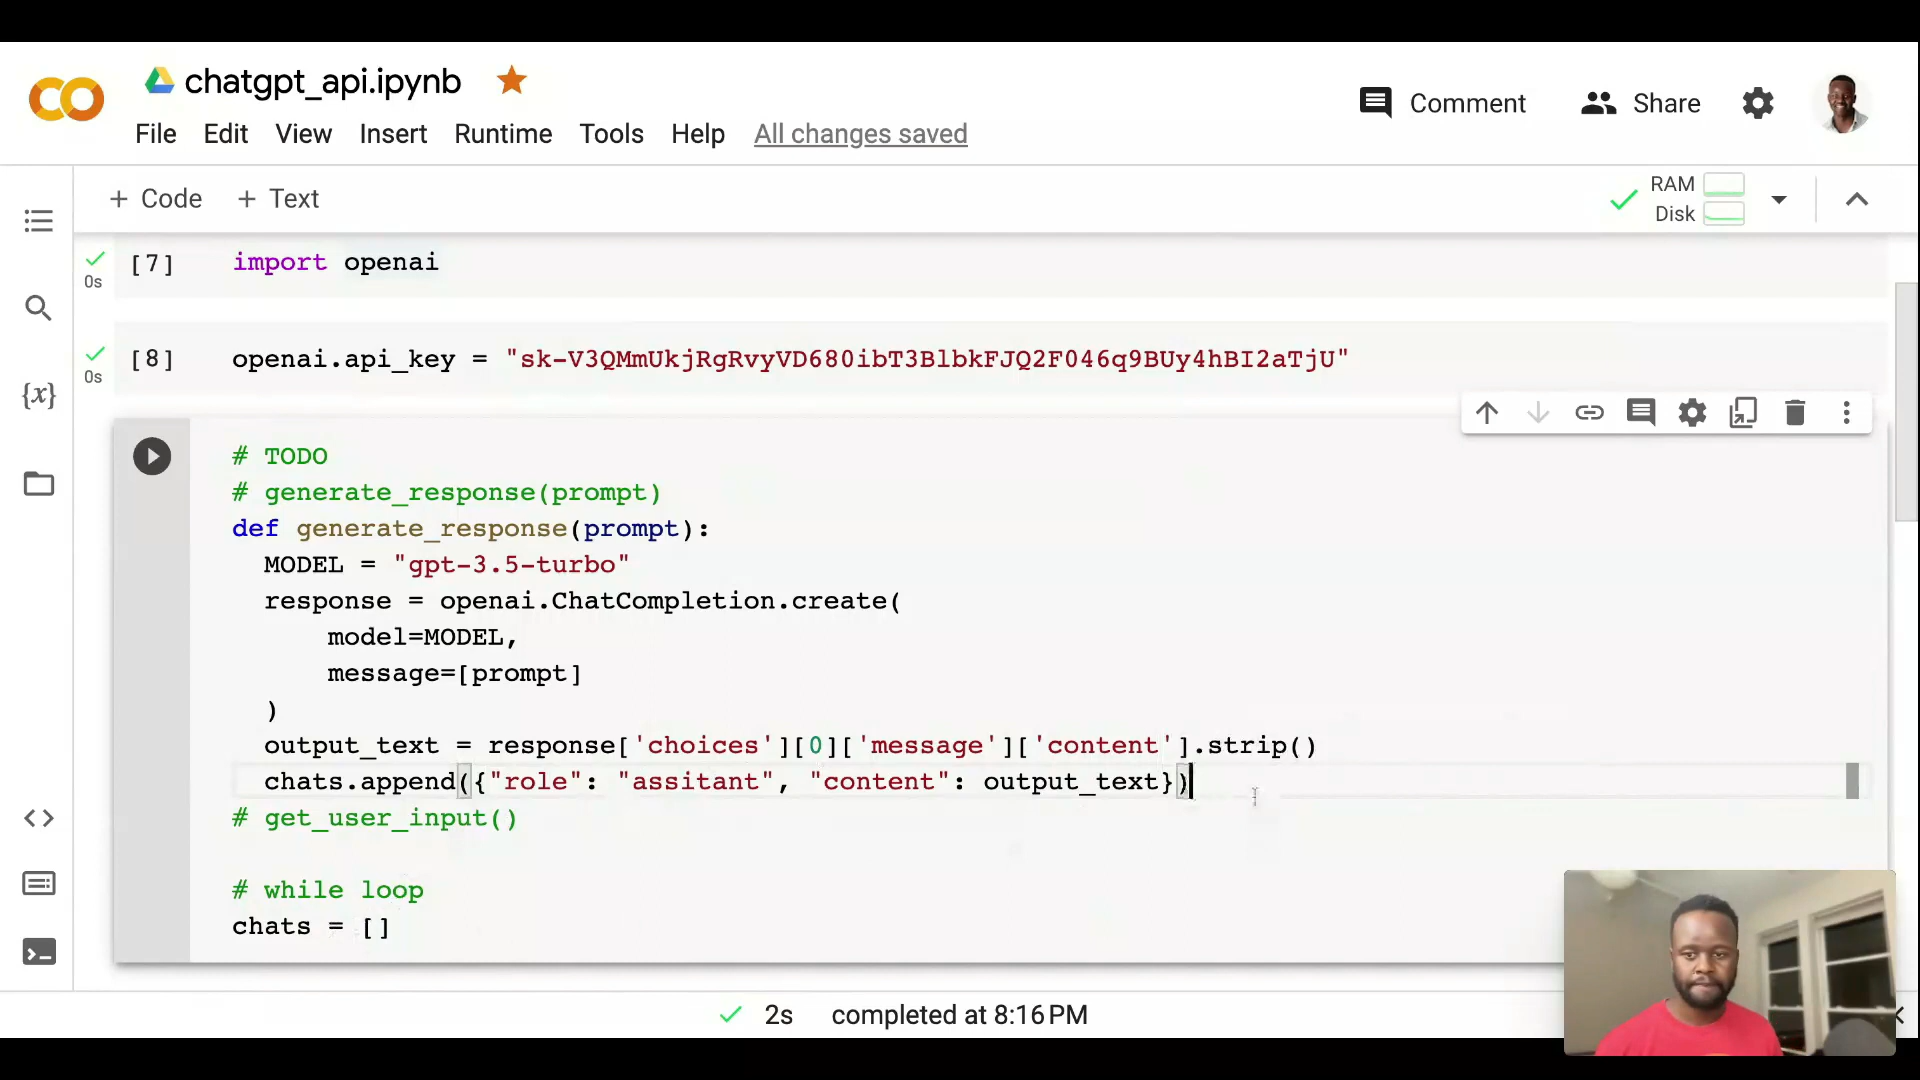 chatgpt_api.ipynb
Comment
Share
File Edit View Insert Runtime Tools Help All changes saved
+ Code + Text
RAM
Disk
0s
[7] import openai
0s
[8] openai.api_key = "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"
{x}
# TODO
# generate_response(prompt)
def generate_response(prompt):
MODEL = "gpt-3.5-turbo"
response = openai.ChatCompletion.create(
model=MODEL,
message=[prompt]
)
output_text = response['choices'][0]['message']['content'].strip()
chats.append({"role": "assitant", "content": output_text})
# get_user_input()
# while loop
chats = []
2s completed at 8:16 PM